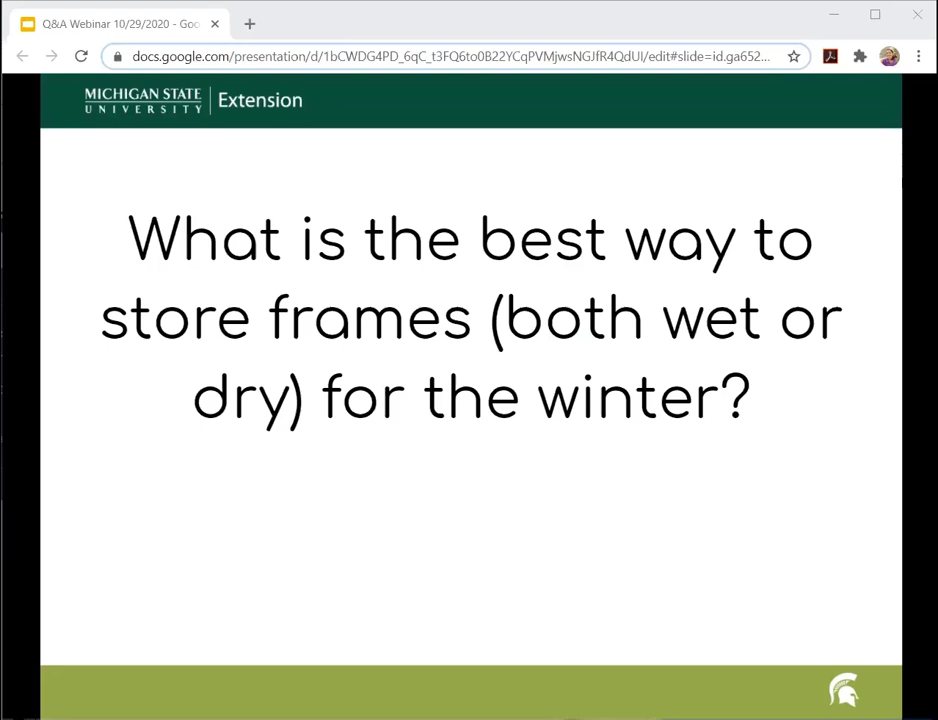 Q&A Webinar 10/29/2020 - Goo
docs.google.com/presentation/d/1bCWDG4PD_6qC_t3FQ6to0B22YCqPVMjwsNGJfR4QdUI/edit#slide=id.ga652...
MICHIGAN STATE
UNIVERSITY
Extension
What is the best way to
store frames (both wet or
dry) for the winter?